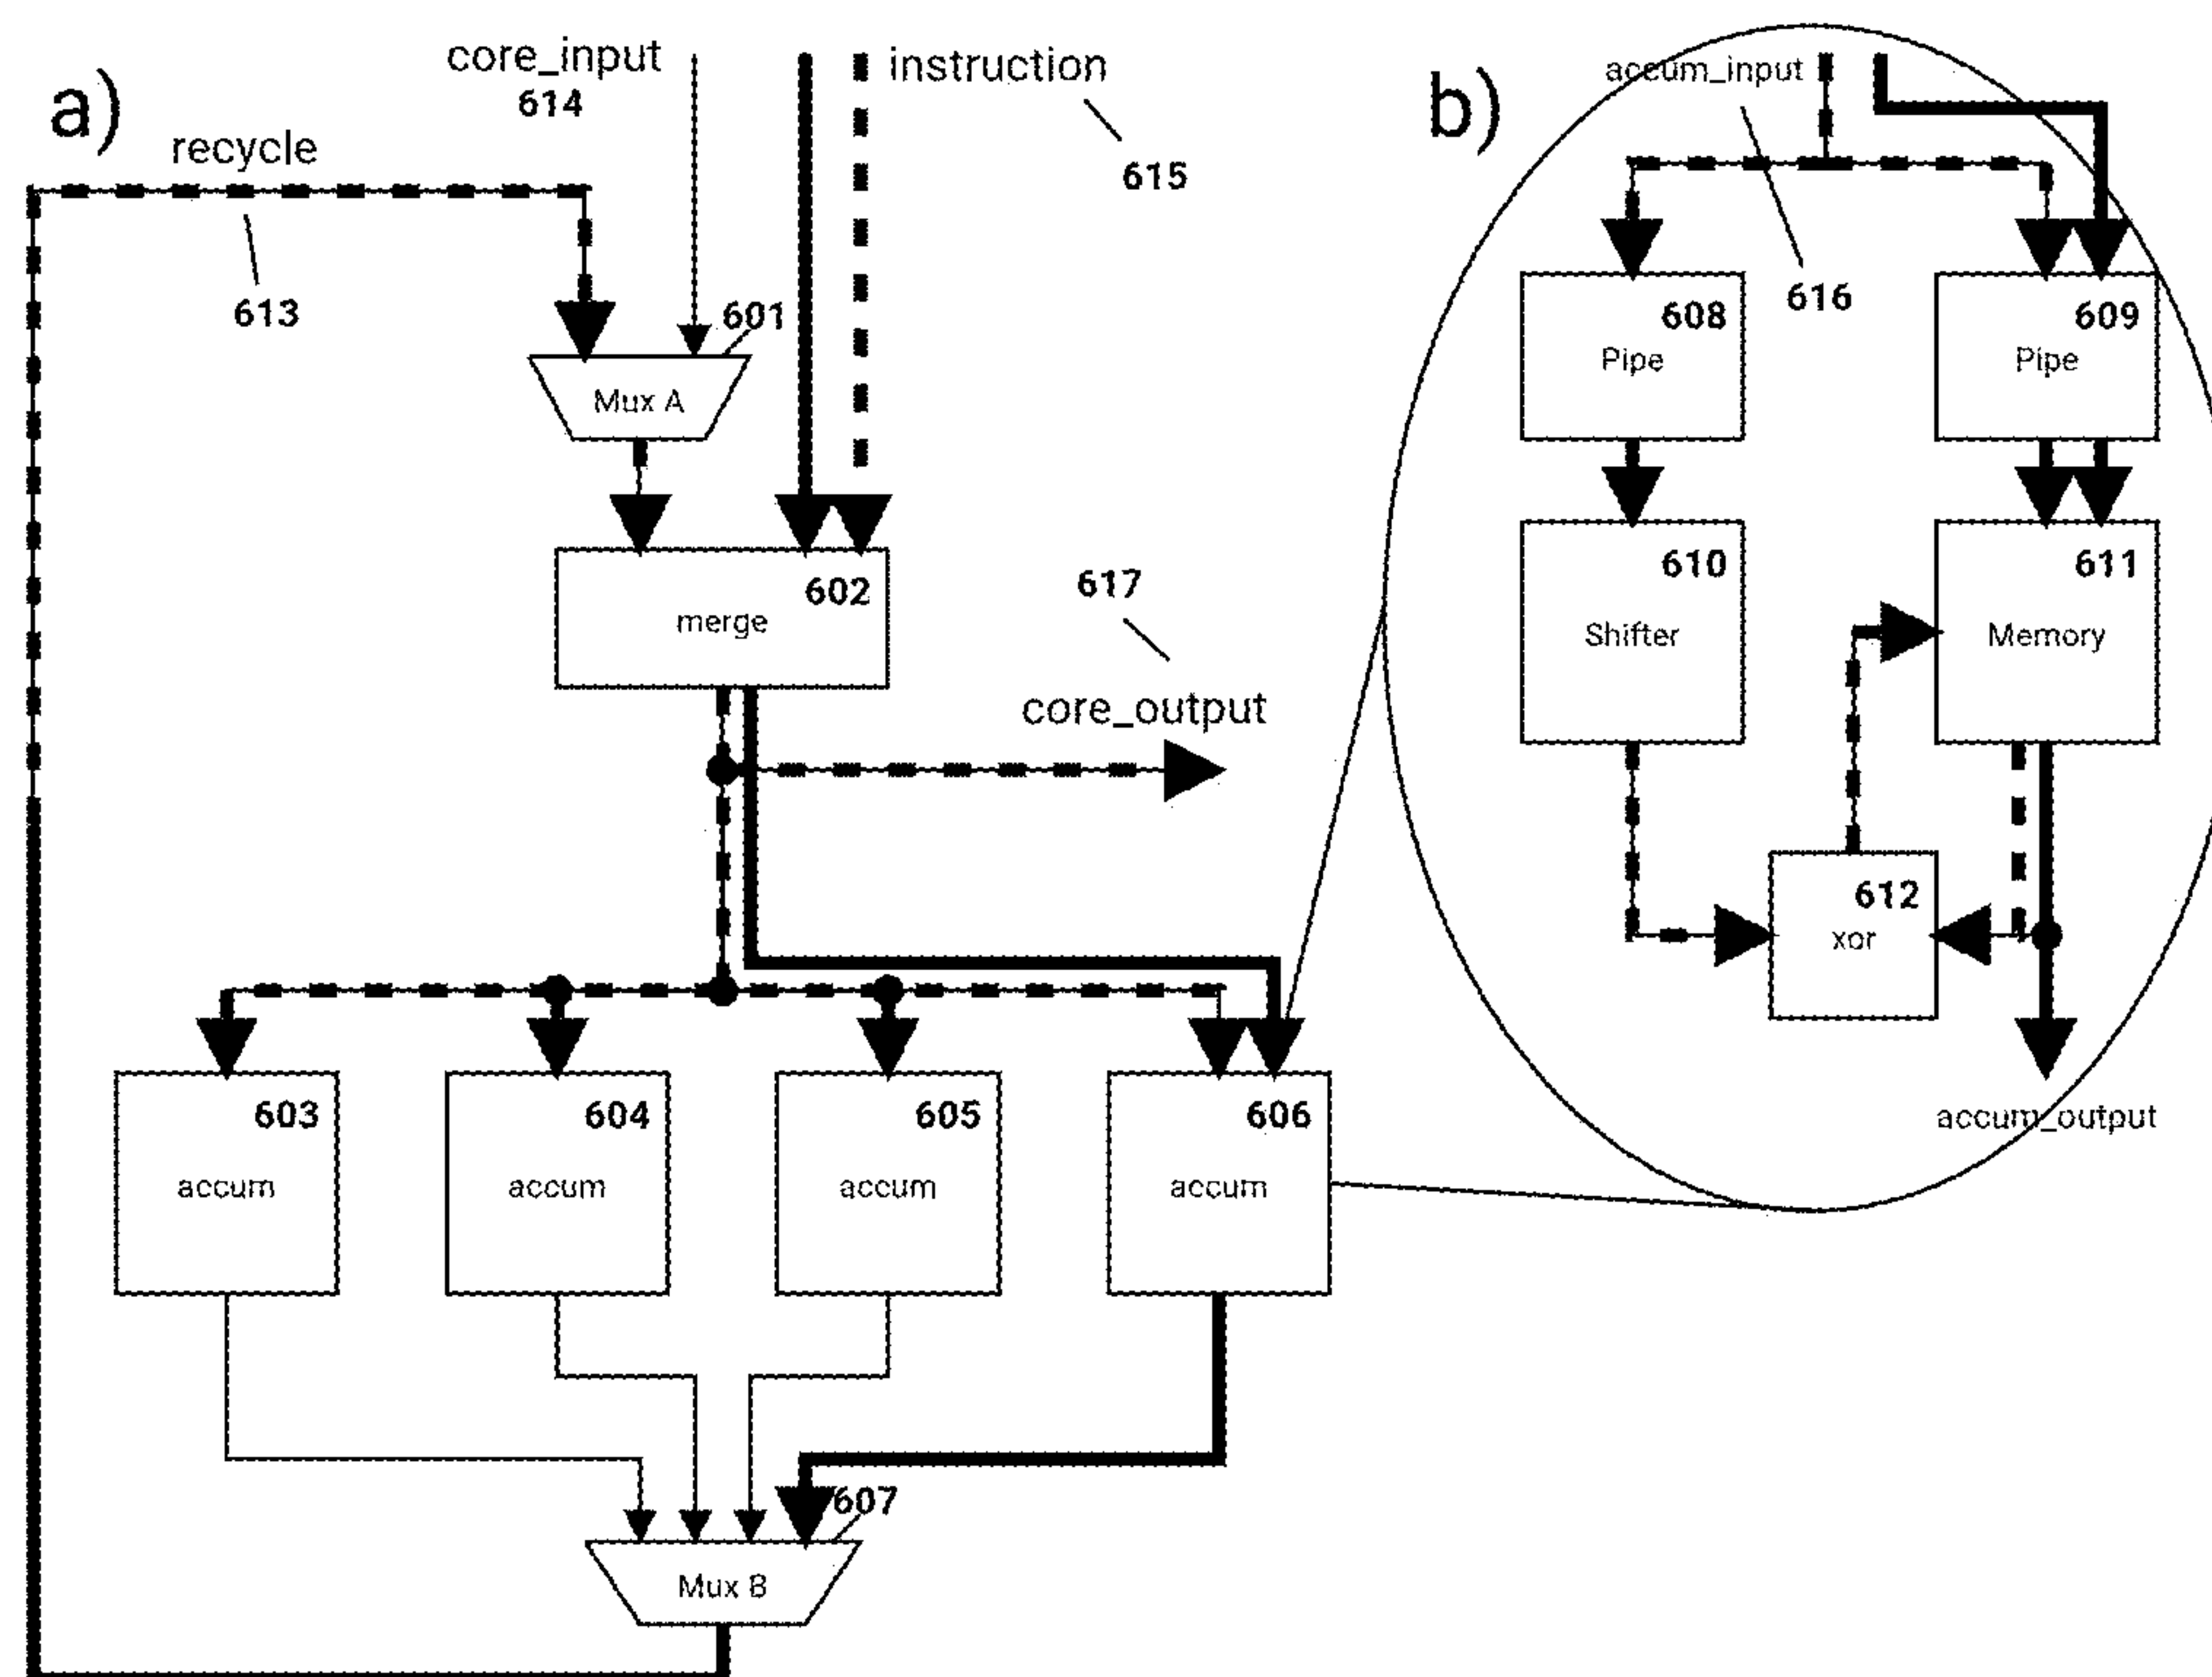 a)
recycle
613
core_input
614
instruction
615
601
Mux A
602
merge
617
core_output
603
accum
604
accum
605
accum
606
accum
607
Mux B
b)
accum_input
616
608
Pipe
609
Pipe
610
Shifter
611
Memory
612
xor
accum_output